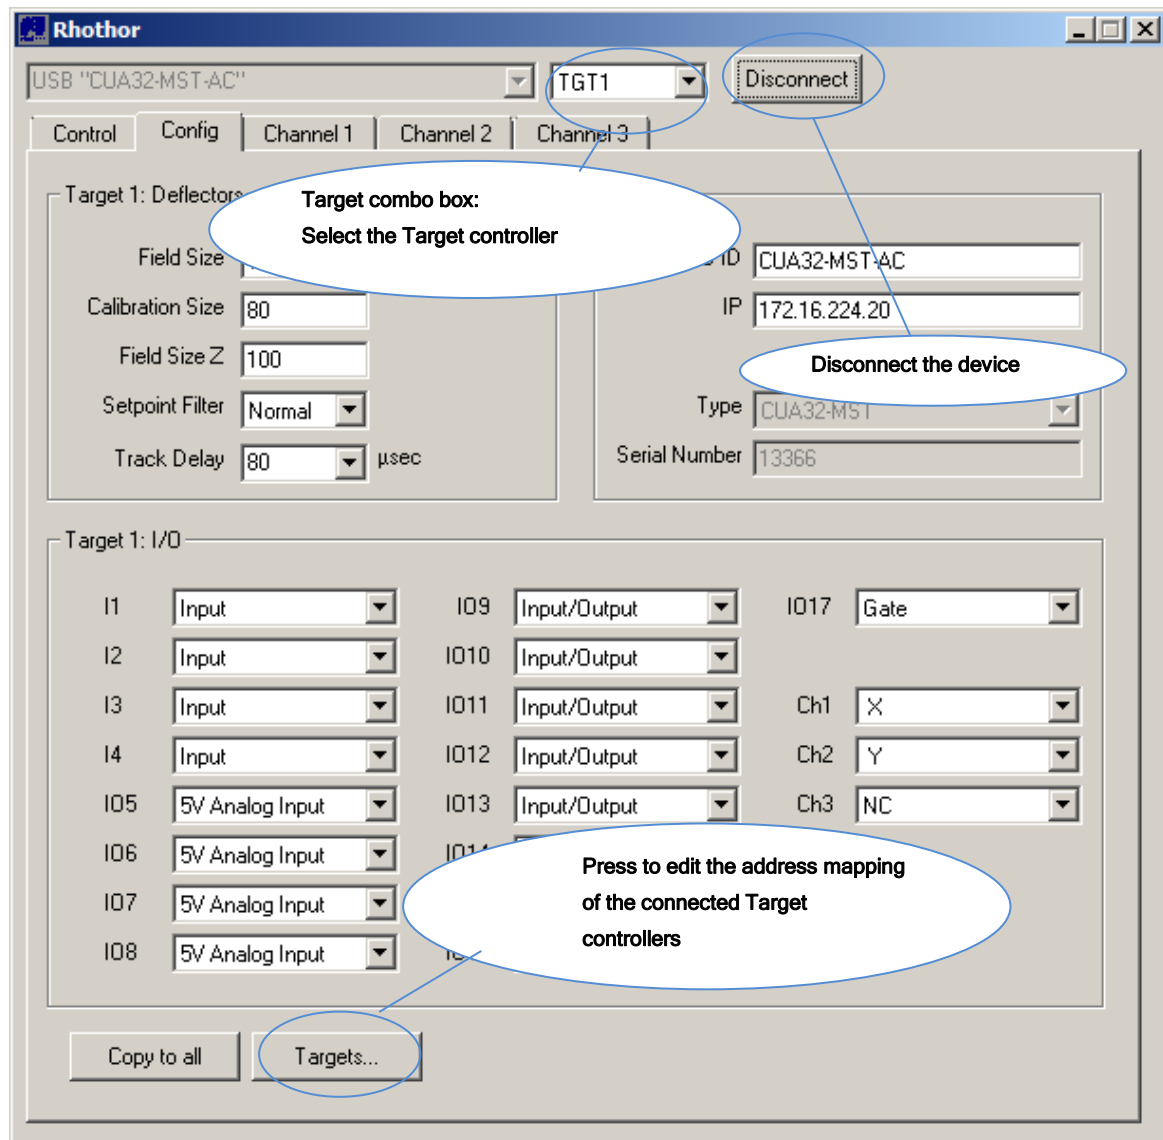 Rhothor
USB "CUA32-MST-AC" TGT1 Disconnect
Control Config Channel 1 Channel 2 Channel 3
Target 1: Deflectors
Target combo box:
Select the Target controller
Field Size
ID CUA32-MST-AC
Calibration Size 80
IP 172.16.224.20
Field Size Z 100
Disconnect the device
Setpoint Filter Normal
Type CUA32-MST
Track Delay 80 µsec
Serial Number 13366
Target 1: I/O
I1 Input IO9 Input/Output IO17 Gate
I2 Input IO10 Input/Output
I3 Input IO11 Input/Output Ch1 X
I4 Input IO12 Input/Output Ch2 Y
IO5 5V Analog Input IO13 Input/Output Ch3 NC
IO6 5V Analog Input IO14
IO7 5V Analog Input
IO8 5V Analog Input
Press to edit the address mapping
of the connected Target
controllers
Copy to all Targets...